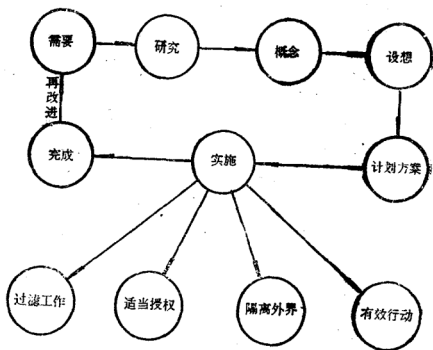 需要
研究
概念
设想
再改进
完成
实施
计划方案
过滤工作
适当授权
隔离外界
有效行动